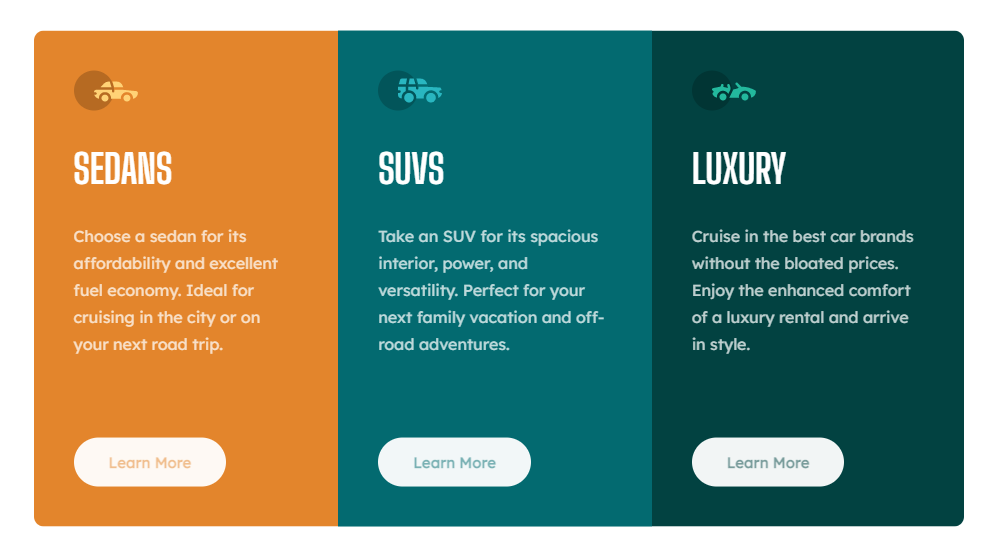 SEDANS
Choose a sedan for its
affordability and excellent
fuel economy. Ideal for
cruising in the city or on
your next road trip.
Learn More
SUVS
Take an SUV for its spacious
interior, power, and
versatility. Perfect for your
next family vacation and off-
road adventures.
Learn More
LUXURY
Cruise in the best car brands
without the bloated prices.
Enjoy the enhanced comfort
of a luxury rental and arrive
in style.
Learn More